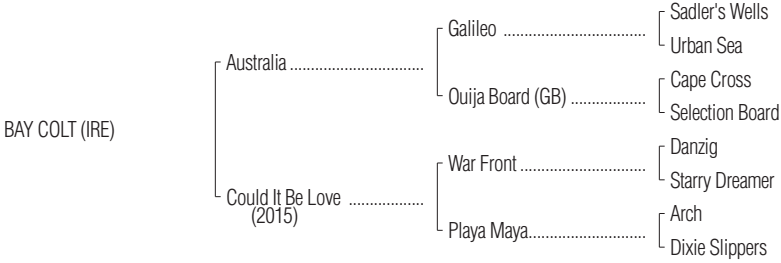 Sadler's Wells
Galileo ..................................
Urban Sea
Australia ................................
Cape Cross
Ouija Board (GB) ..................
Selection Board
BAY COLT (IRE)
Danzig
War Front ..............................
Starry Dreamer
Could It Be Love ..................
(2015)
Arch
Playa Maya............................
Dixie Slippers